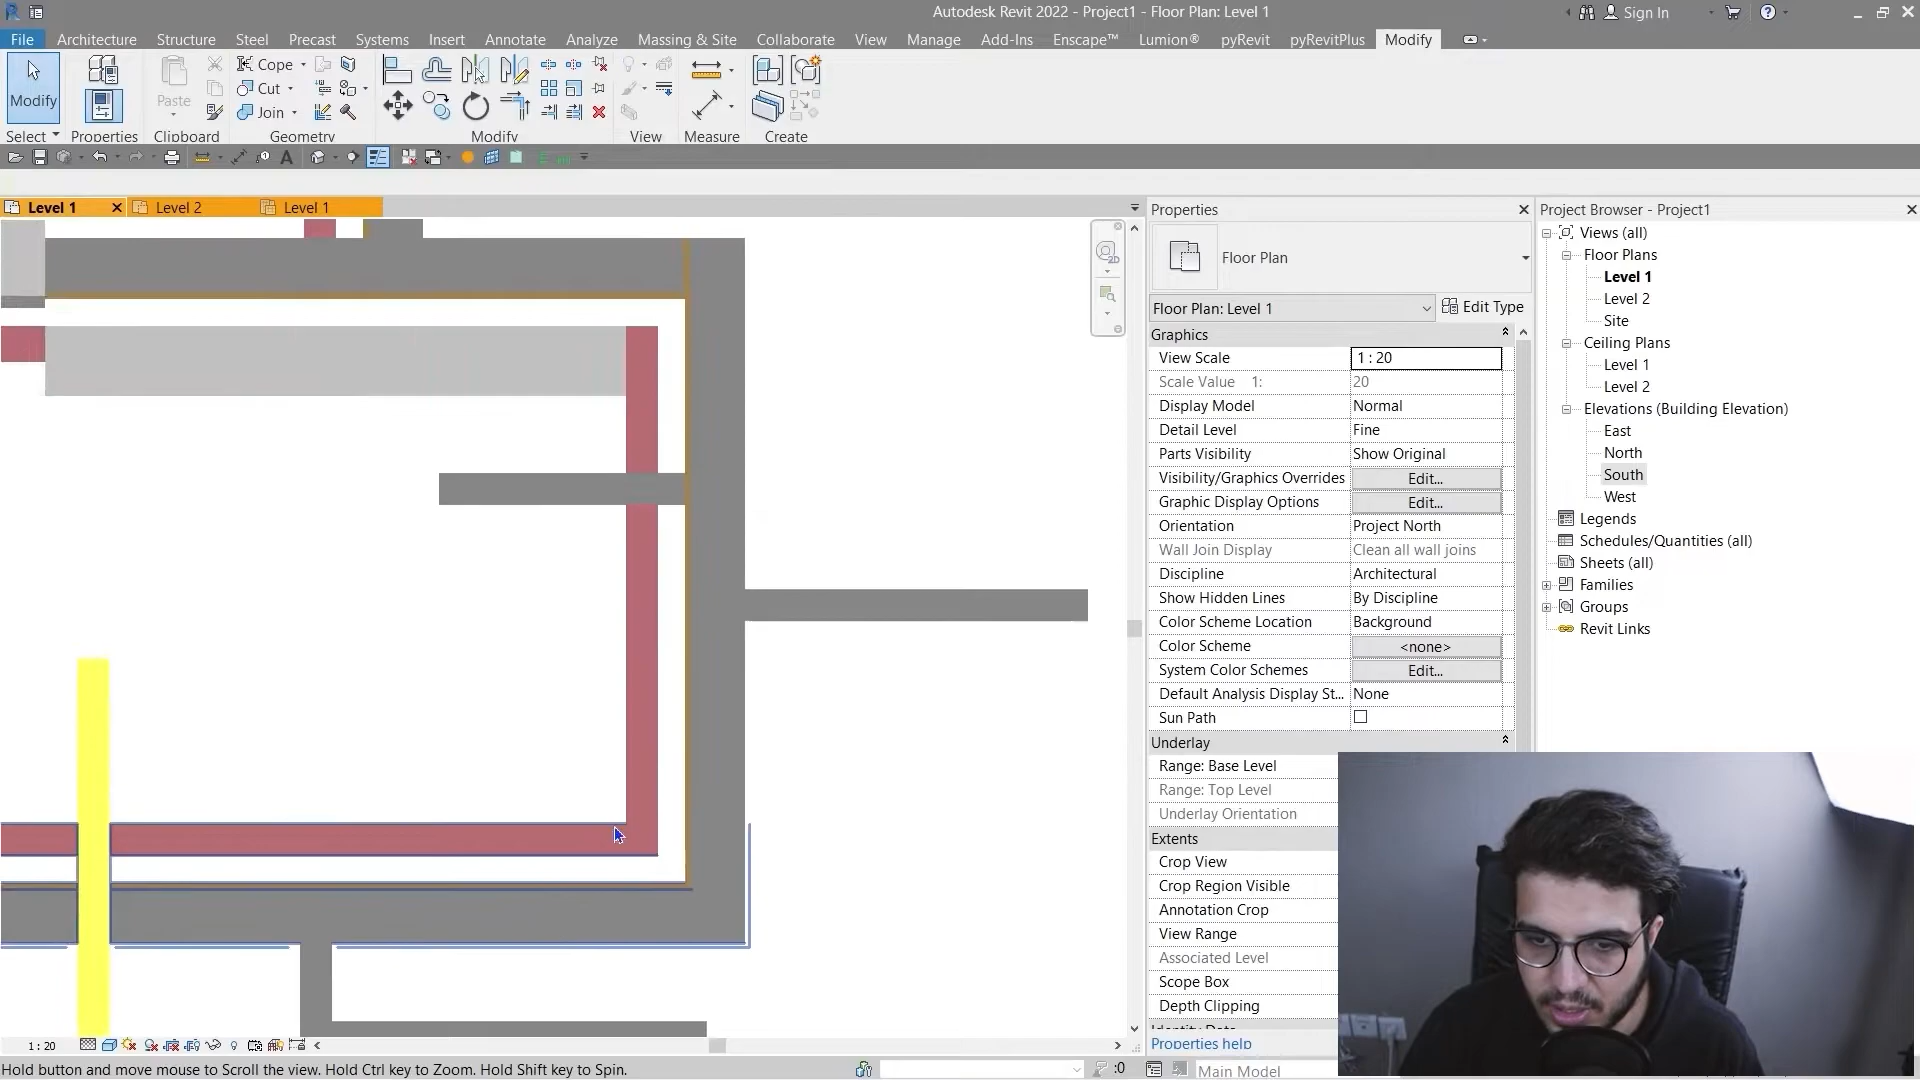 Autodesk Revit 2022 - Project1 - Floor Plan: Level 1
Sign In
File Architecture Structure Steel Precast Systems Insert Annotate Analyze Massing & Site Collaborate View Manage Add-Ins Enscape™ Lumion® pyRevit pyRevitPlus Modify
Modify
Paste
Cope
Cut
Join
Select Properties Clipboard Geometry Modify View Measure Create
Level 1
Level 2
Level 1
2D
Properties
Floor Plan
Floor Plan: Level 1
Edit Type
Graphics
View Scale 1 : 20
Scale Value 1: 20
Display Model Normal
Detail Level Fine
Parts Visibility Show Original
Visibility/Graphics Overrides Edit...
Graphic Display Options Edit...
Orientation Project North
Wall Join Display Clean all wall joins
Discipline Architectural
Show Hidden Lines By Discipline
Color Scheme Location Background
Color Scheme <none>
System Color Schemes Edit...
Default Analysis Display St... None
Sun Path
Underlay
Range: Base Level
Range: Top Level
Underlay Orientation
Extents
Crop View
Crop Region Visible
Annotation Crop
View Range
Associated Level
Scope Box
Depth Clipping
Properties help
Project Browser - Project1
Views (all)
Floor Plans
Level 1
Level 2
Site
Ceiling Plans
Level 1
Level 2
Elevations (Building Elevation)
East
North
South
West
Legends
Schedules/Quantities (all)
Sheets (all)
Families
Groups
Revit Links
1 : 20
Hold button and move mouse to Scroll the view. Hold Ctrl key to Zoom. Hold Shift key to Spin.
:0
Main Model